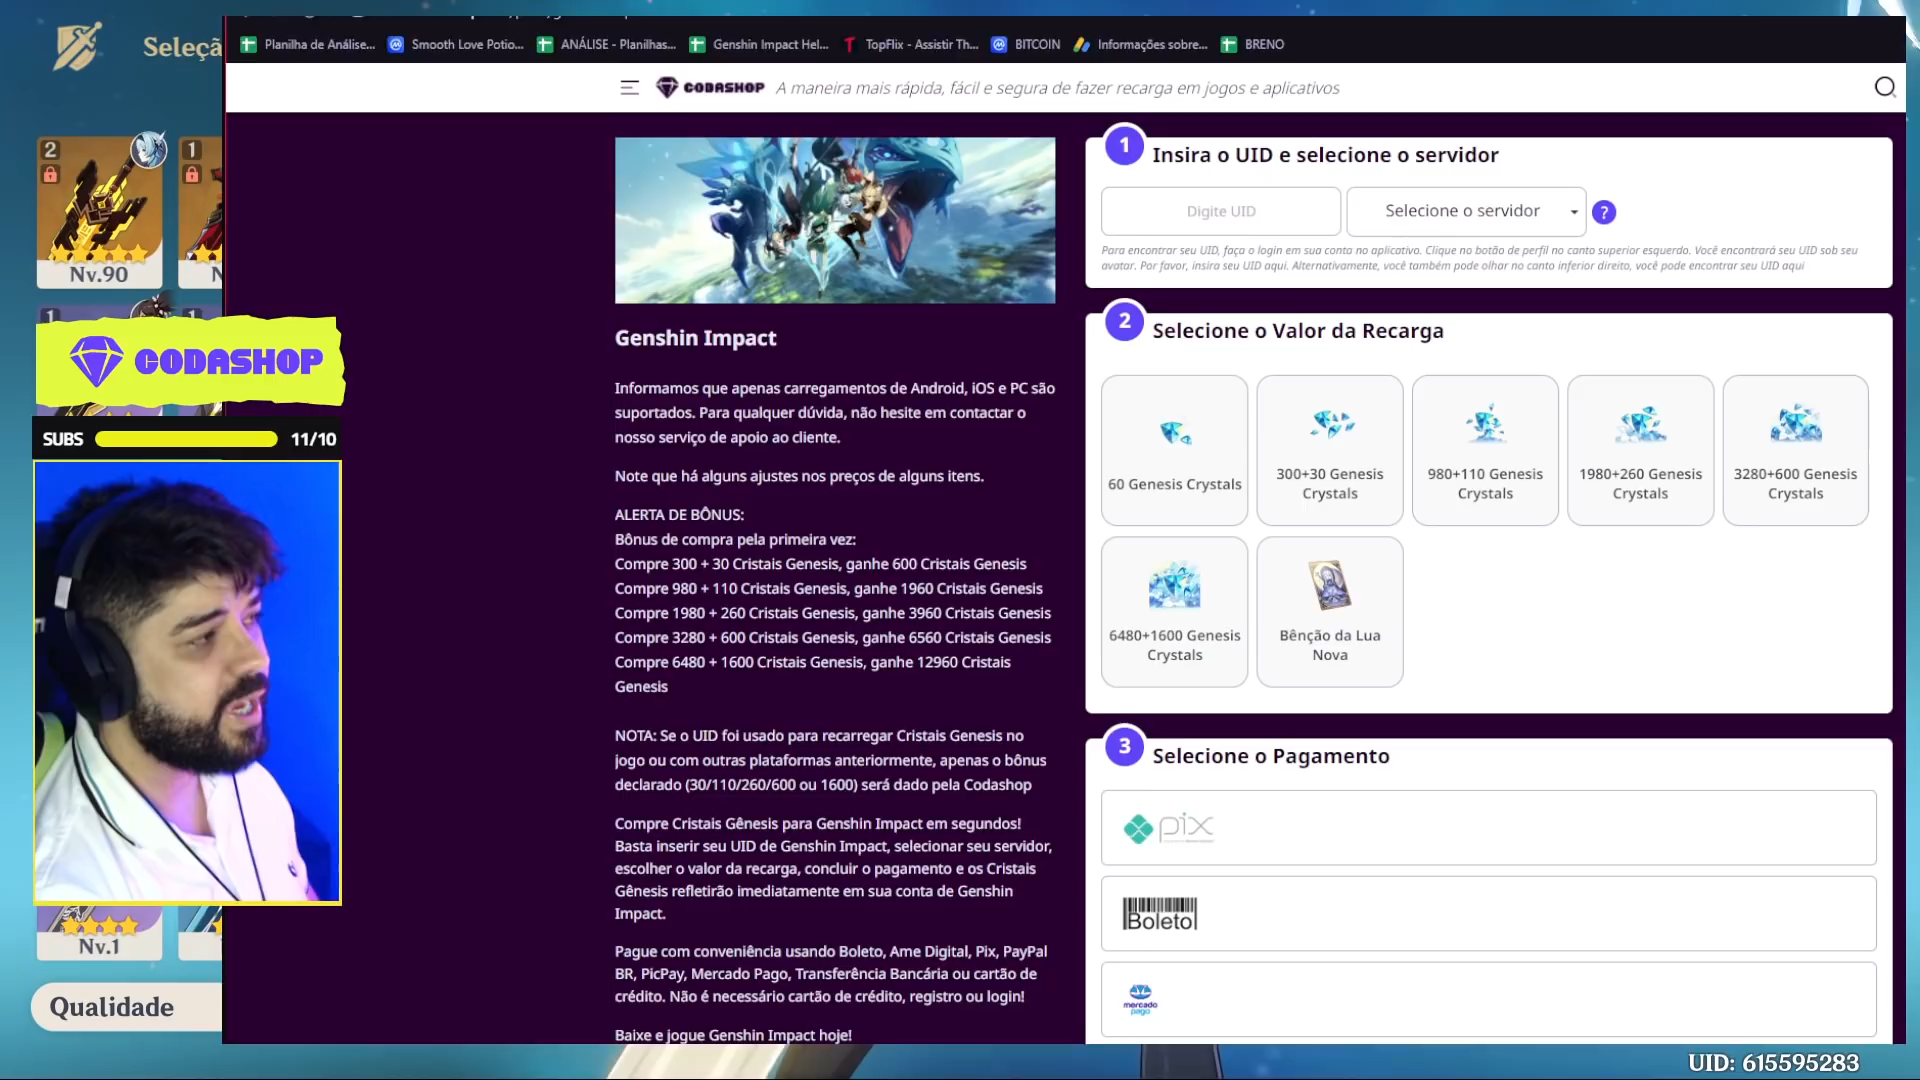 Seleçã
Planilha de Análise...
Smooth Love Potio...
ANÁLISE - Planilhas...
Genshin Impact Hel...
TopFlix - Assistir Th...
BITCOIN
Informações sobre...
BRENO
CODASHOP
A maneira mais rápida, fácil e segura de fazer recarga em jogos e aplicativos
2
1
Nv.90
N
1
1
CODASHOP
SUBS
11/10
Nv.1
Qualidade
Genshin Impact
Informamos que apenas carregamentos de Android, iOS e PC são
suportados. Para qualquer dúvida, não hesite em contactar o
nosso serviço de apoio ao cliente.
Note que há alguns ajustes nos preços de alguns itens.
ALERTA DE BÔNUS:
Bônus de compra pela primeira vez:
Compre 300 + 30 Cristais Genesis, ganhe 600 Cristais Genesis
Compre 980 + 110 Cristais Genesis, ganhe 1960 Cristais Genesis
Compre 1980 + 260 Cristais Genesis, ganhe 3960 Cristais Genesis
Compre 3280 + 600 Cristais Genesis, ganhe 6560 Cristais Genesis
Compre 6480 + 1600 Cristais Genesis, ganhe 12960 Cristais
Genesis
NOTA: Se o UID foi usado para recarregar Cristais Genesis no
jogo ou com outras plataformas anteriormente, apenas o bônus
declarado (30/110/260/600 ou 1600) será dado pela Codashop
Compre Cristais Gênesis para Genshin Impact em segundos!
Basta inserir seu UID de Genshin Impact, selecionar seu servidor,
escolher o valor da recarga, concluir o pagamento e os Cristais
Gênesis refletirão imediatamente em sua conta de Genshin
Impact.
Pague com conveniência usando Boleto, Ame Digital, Pix, PayPal
BR, PicPay, Mercado Pago, Transferência Bancária ou cartão de
crédito. Não é necessário cartão de crédito, registro ou login!
Baixe e jogue Genshin Impact hoje!
1
Insira o UID e selecione o servidor
Digite UID
Selecione o servidor
?
Para encontrar seu UID, faça o login em sua conta no aplicativo. Clique no botão de perfil no canto superior esquerdo. Você encontrará seu UID sob seu
avatar. Por favor, insira seu UID aqui. Alternativamente, você também pode olhar no canto inferior direito, você pode encontrar seu UID aqui
2
Selecione o Valor da Recarga
60 Genesis Crystals
300+30 Genesis
Crystals
980+110 Genesis
Crystals
1980+260 Genesis
Crystals
3280+600 Genesis
Crystals
6480+1600 Genesis
Crystals
Bênção da Lua
Nova
3
Selecione o Pagamento
pix
Boleto
mercado
pago
UID: 615595283